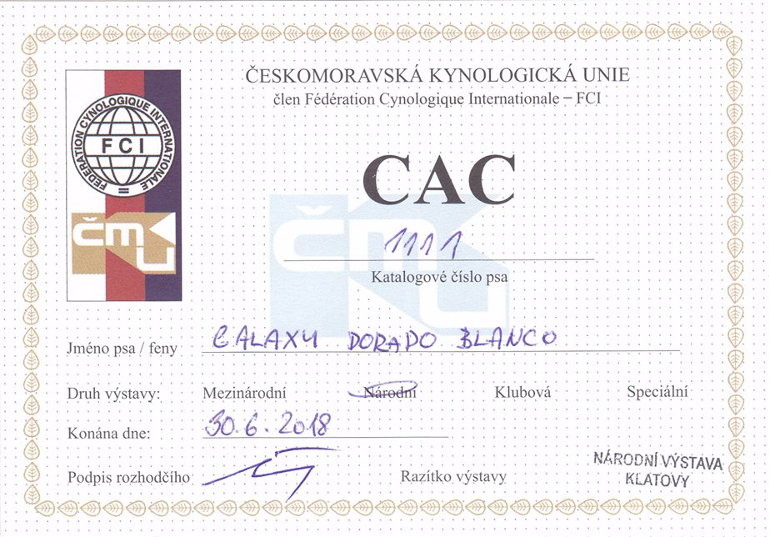 ČESKOMORAVSKÁ KYNOLOGICKÁ UNIE
člen Fédération Cynologique Internationale – FCI
FEDERATION CYNOLOGIQUE INTERNATIONALE
FCI
ČMKU
CAC
1111
Katalogové číslo psa
Jméno psa / feny GALAXY DORADO BLANCO
Druh výstavy: Mezinárodní Národní Klubová Speciální
Konána dne: 30.6.2018
Podpis rozhodčího Razítko výstavy NÁRODNÍ VÝSTAVA
KLATOVY